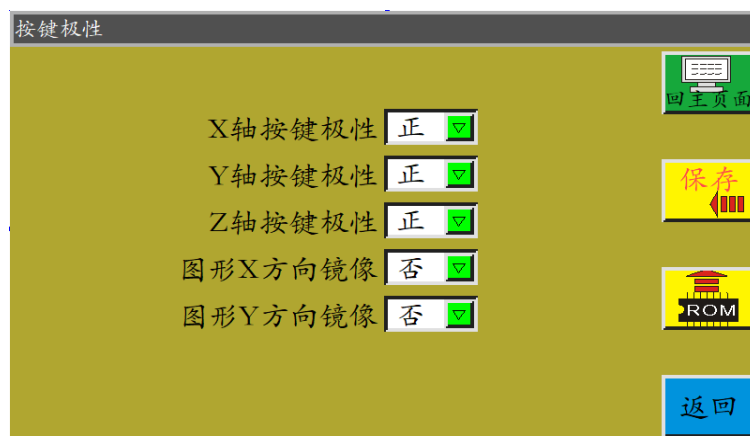 按键极性
回主页面
X轴按键极性 正
Y轴按键极性 正
保存
Z轴按键极性 正
图形X方向镜像 否
图形Y方向镜像 否
ROM
返回